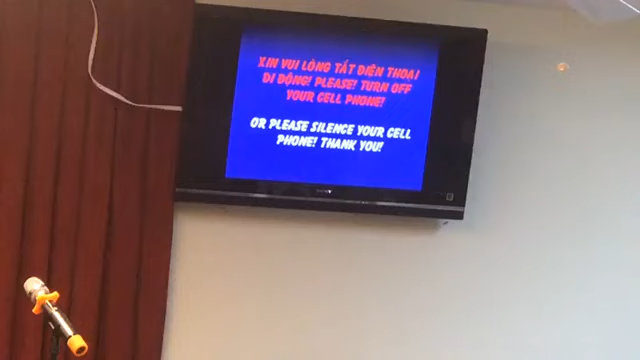 XIN VUI LÒNG TẮT ĐIỆN THOẠI
DI ĐỘNG! PLEASE! TURN OFF
YOUR CELL PHONE!
OR PLEASE SILENCE YOUR CELL
PHONE! THANK YOU!